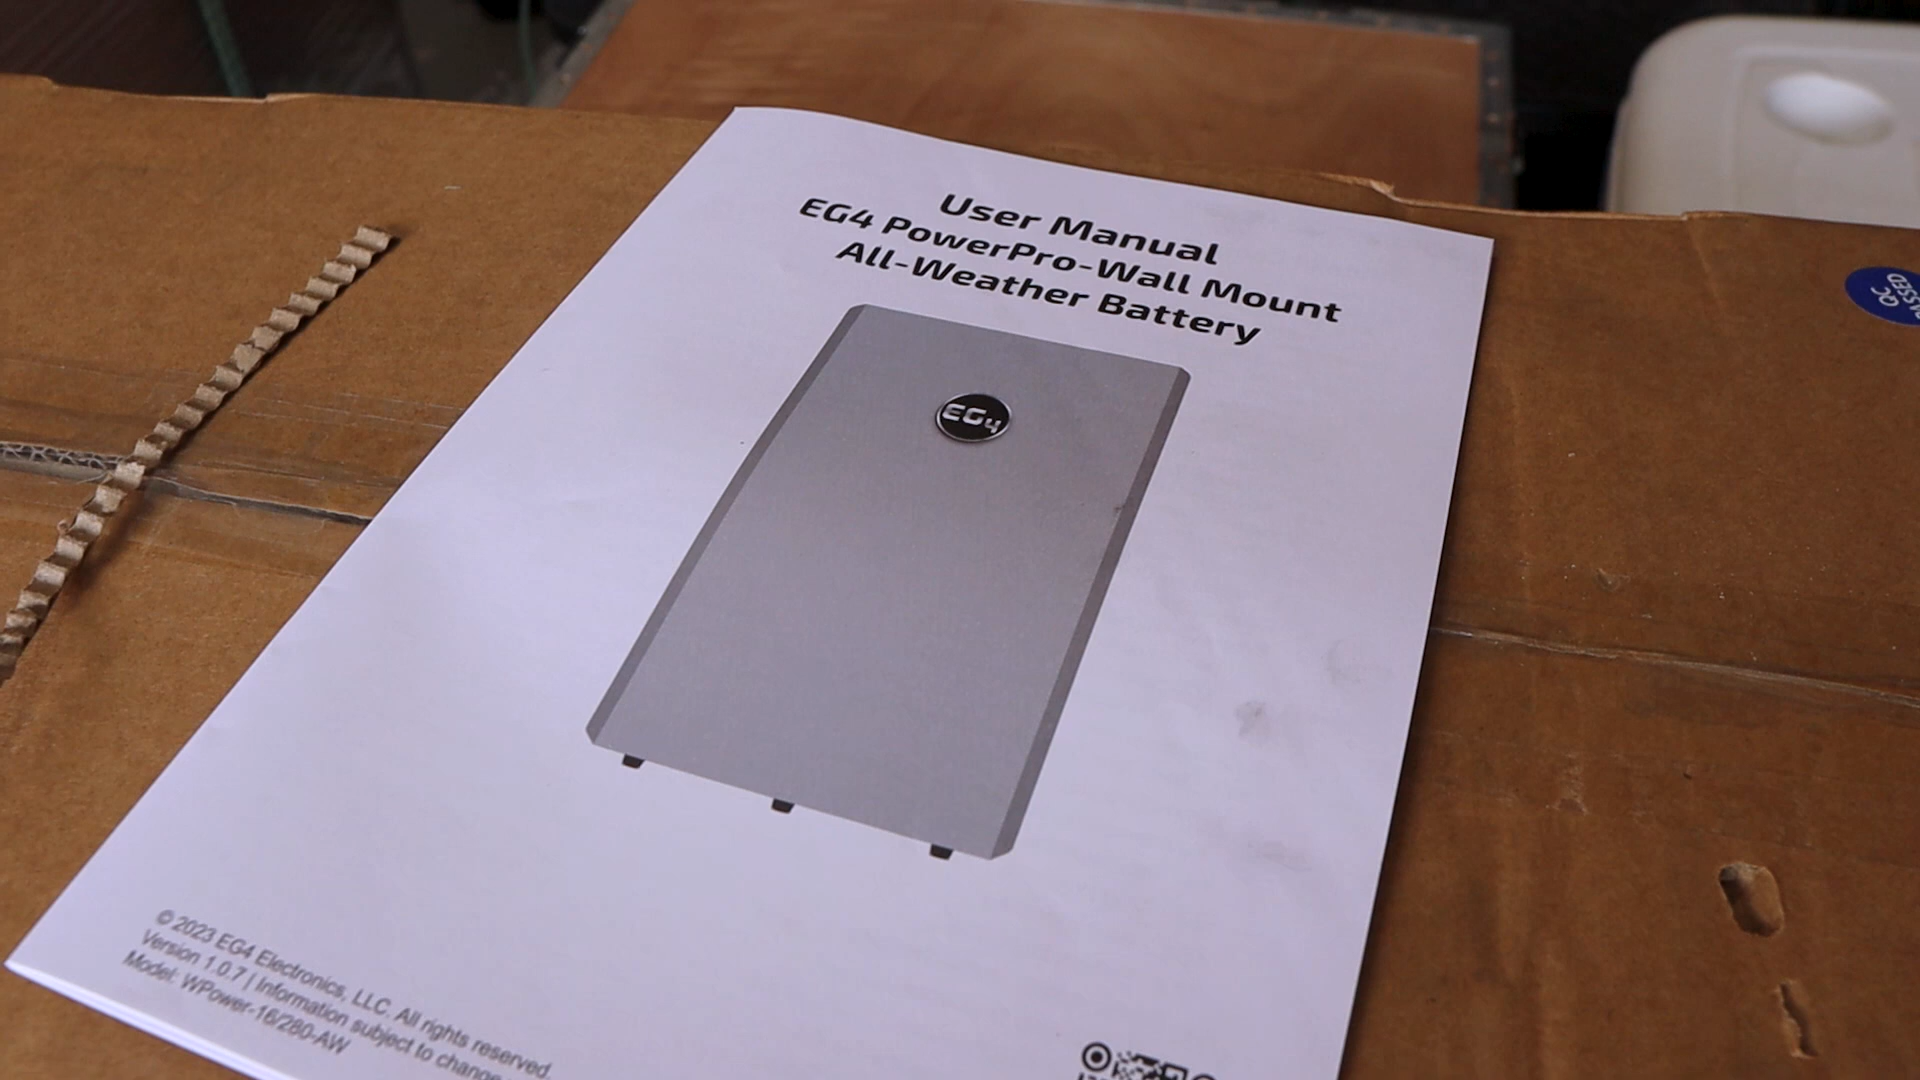 User Manual
EG4 PowerPro-Wall Mount
All-Weather Battery
EG4
QC
PASSED
© 2023 EG4 Electronics, LLC. All rights reserved.
Version 1.0.7 | Information subject to change
Model: WPower-16/280-AW